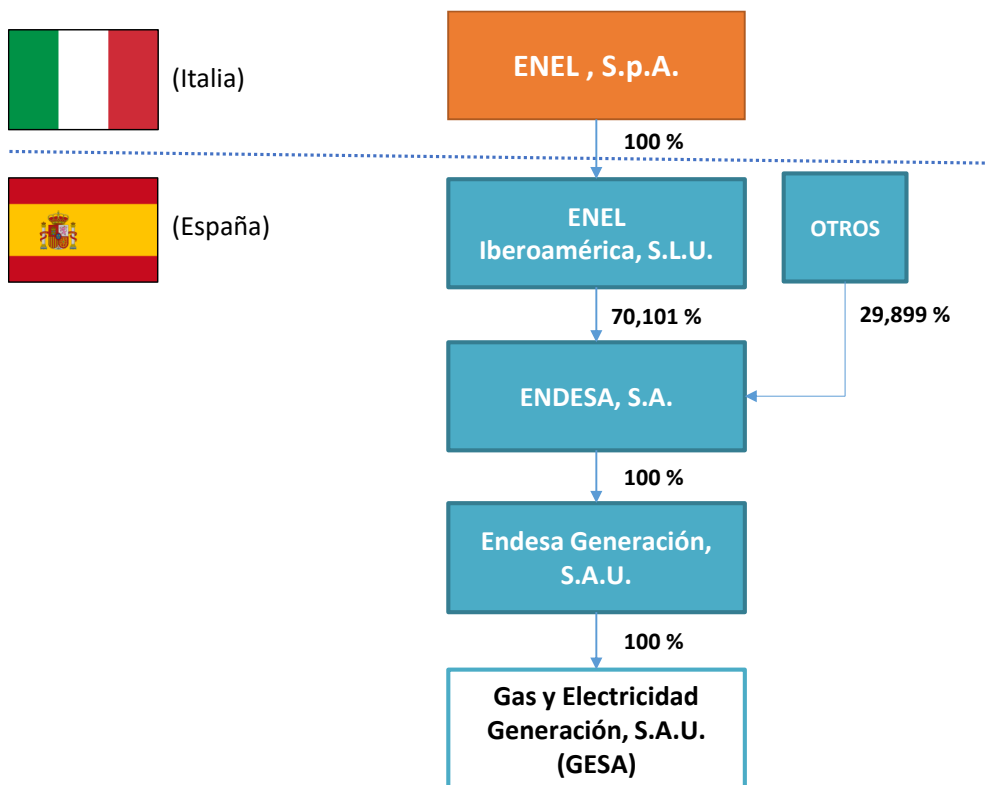 (Italia)
ENEL , S.p.A.
100 %
(España)
ENEL
Iberoamérica, S.L.U.
OTROS
70,101 %
29,899 %
ENDESA, S.A.
100 %
Endesa Generación,
S.A.U.
100 %
Gas y Electricidad
Generación, S.A.U.
(GESA)